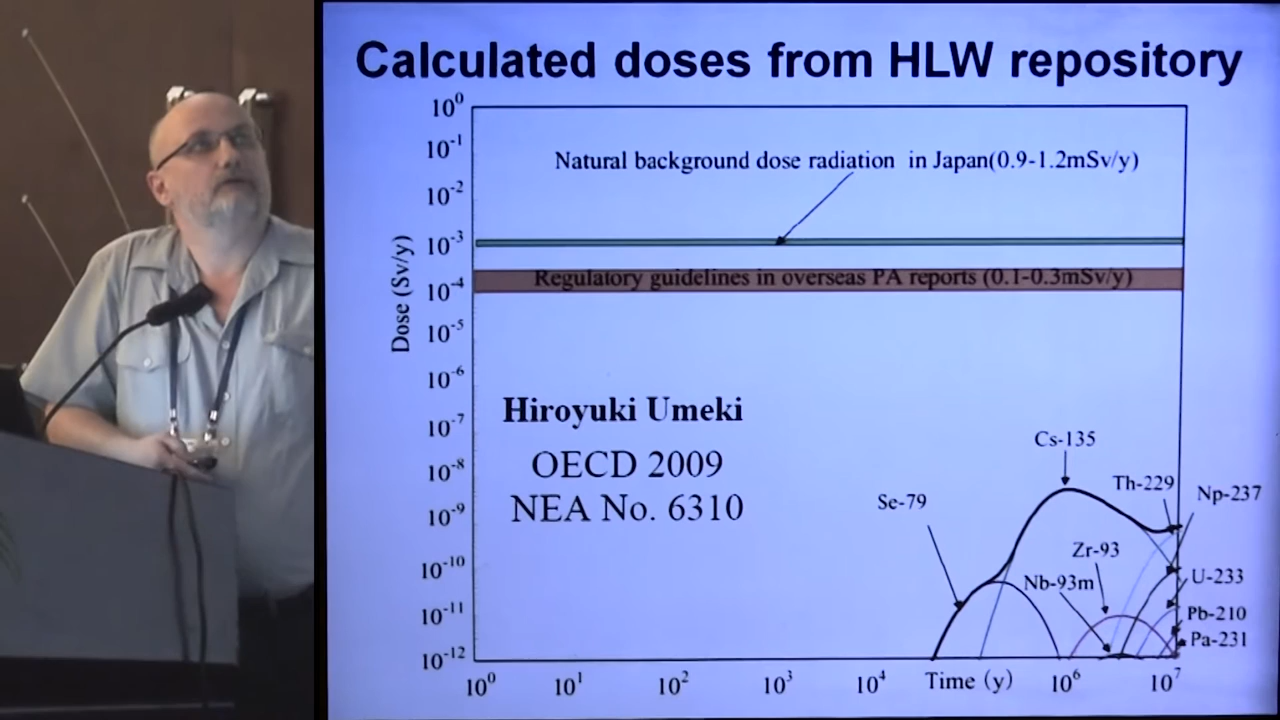 Calculated doses from HLW repository
10⁰
10⁻¹
10⁻²
10⁻³
10⁻⁴
10⁻⁵
10⁻⁶
10⁻⁷
10⁻⁸
10⁻⁹
10⁻¹⁰
10⁻¹¹
10⁻¹²
Dose (Sv/y)
Natural background dose radiation in Japan(0.9-1.2mSv/y)
Regulatory guidelines in overseas PA reports (0.1-0.3mSv/y)
Hiroyuki Umeki
OECD 2009
NEA No. 6310
Cs-135
Th-229
Np-237
Se-79
Zr-93
Nb-93m
U-233
Pb-210
Pa-231
10⁰ 10¹ 10² 10³ 10⁴ Time (y) 10⁶ 10⁷